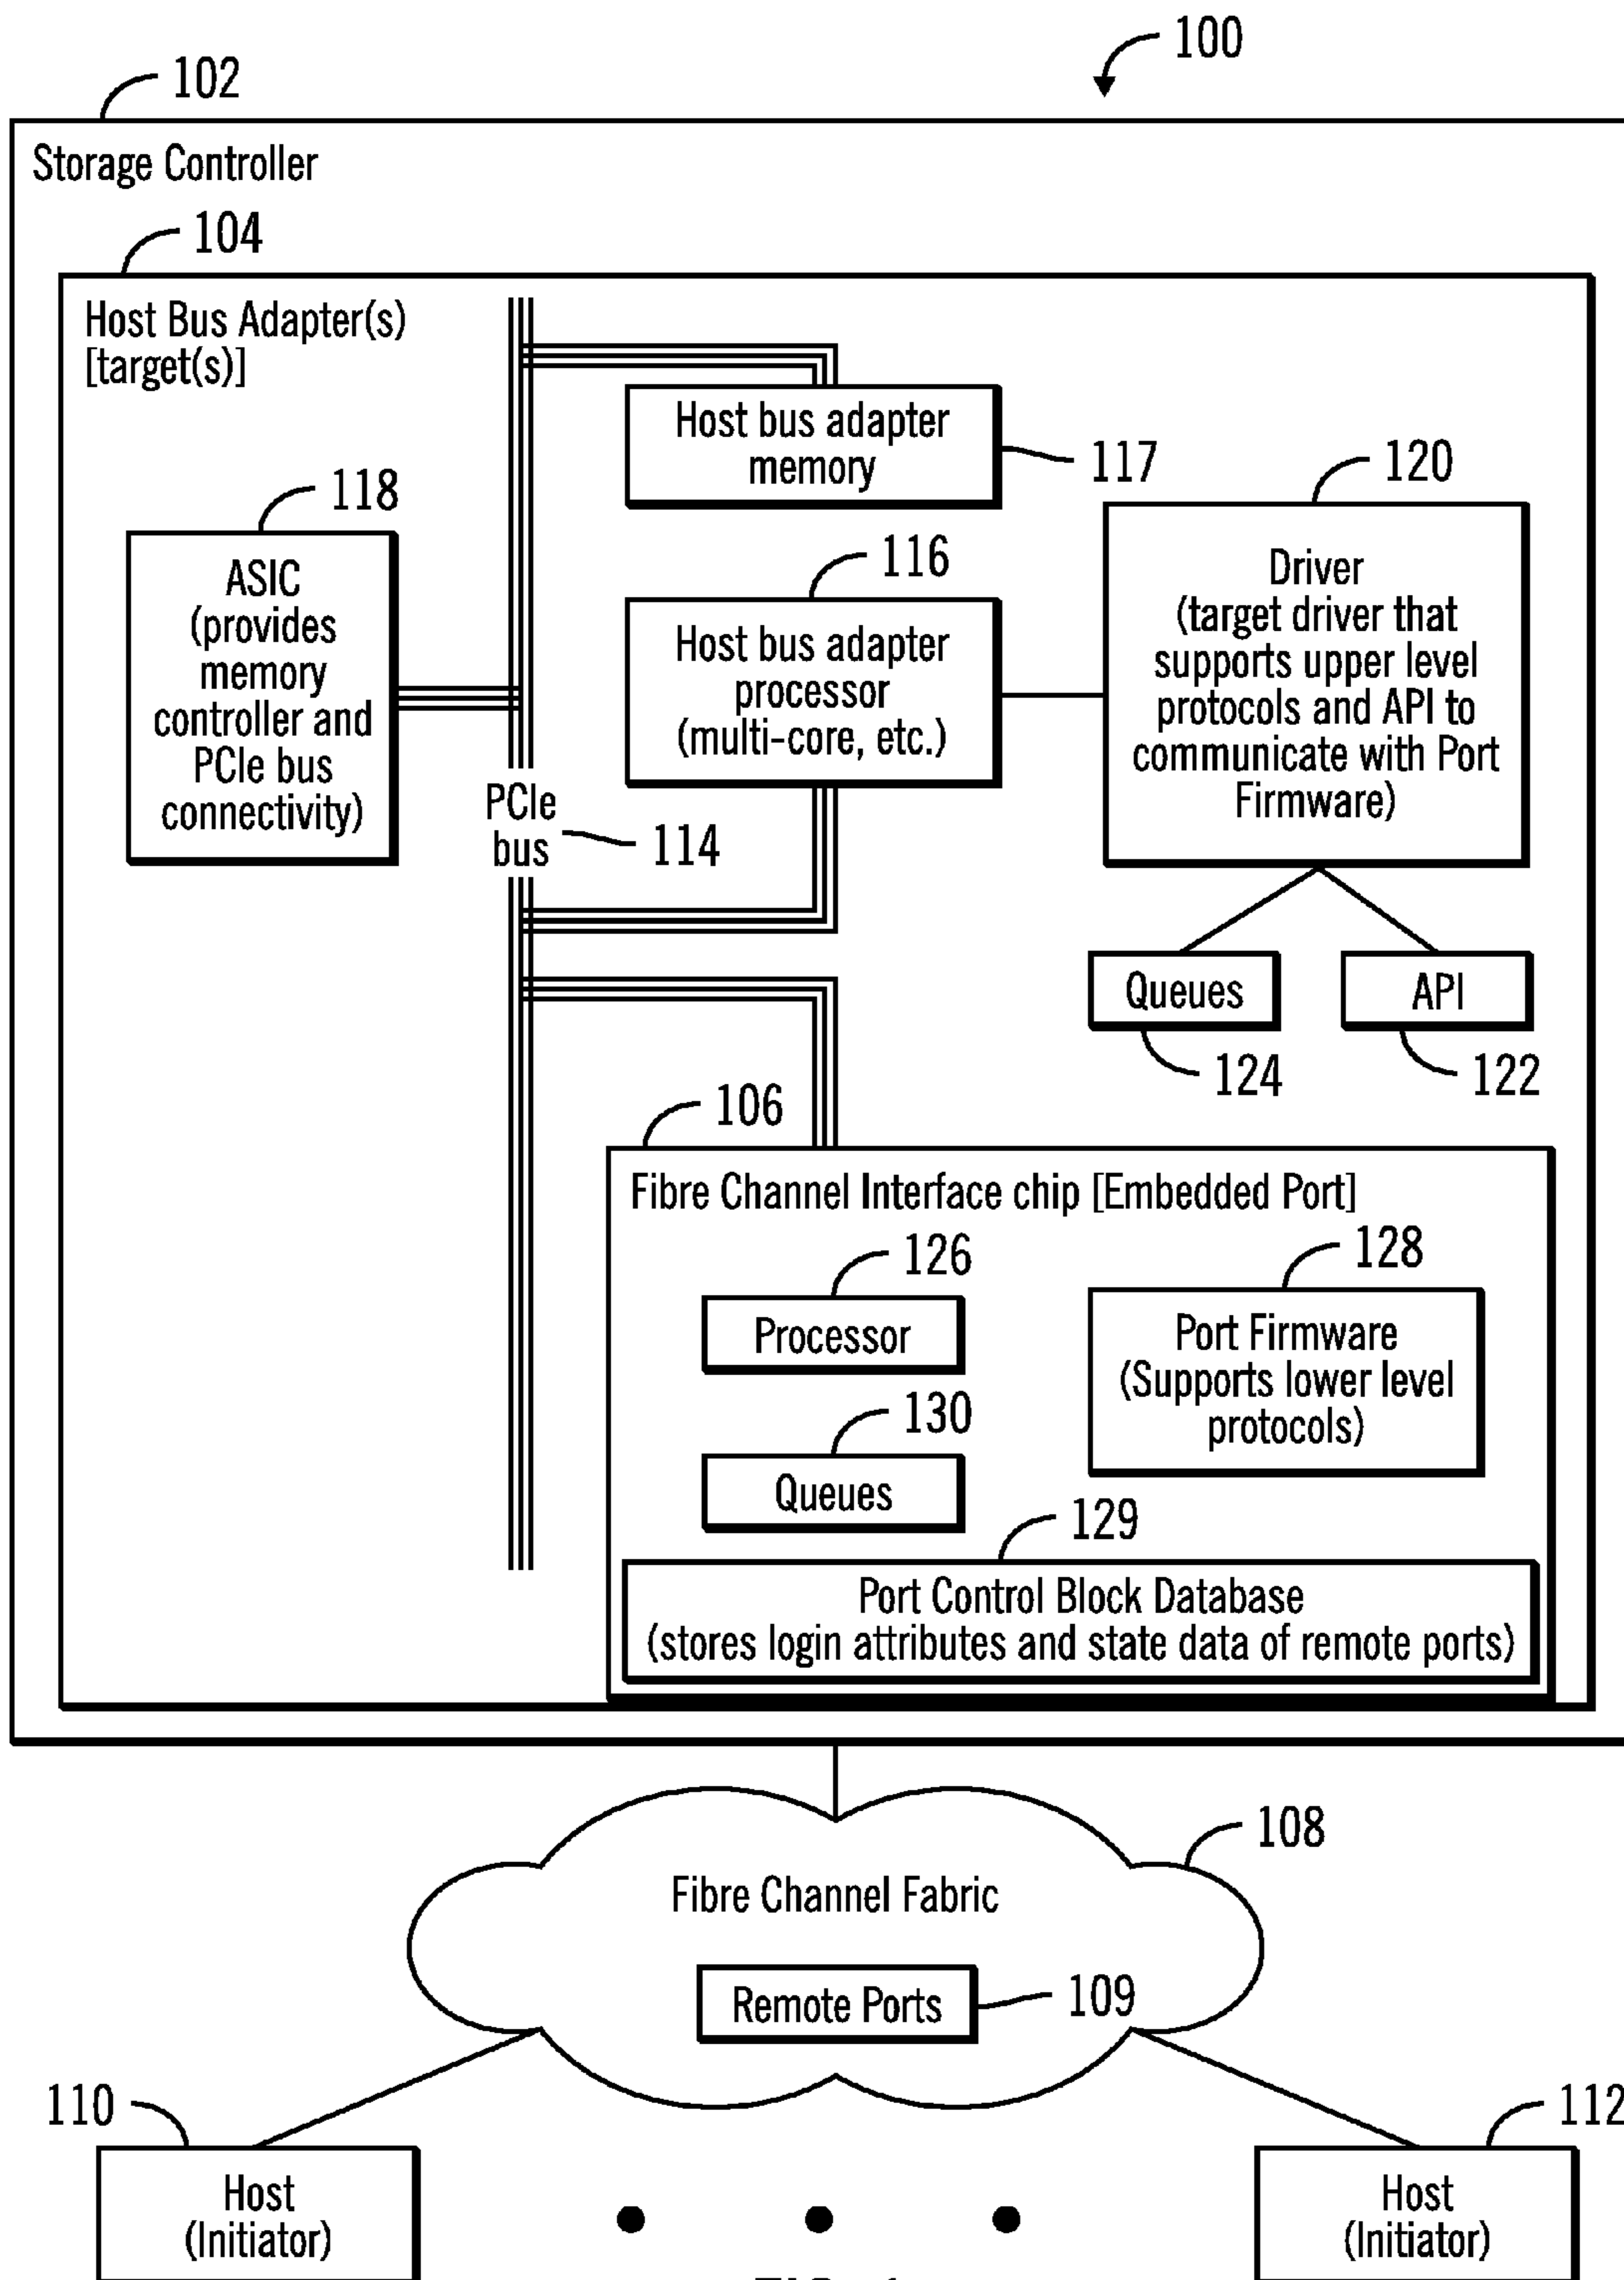 100
102
Storage Controller
104
Host Bus Adapter(s)
[target(s)]
Host bus adapter
memory
117
118
ASIC
(provides
memory
controller and
PCIe bus
connectivity)
116
Host bus adapter
processor
(multi-core, etc.)
120
Driver
(target driver that
supports upper level
protocols and API to
communicate with Port
Firmware)
PCIe
bus
114
Queues
API
124
122
106
Fibre Channel Interface chip [Embedded Port]
126
Processor
128
Port Firmware
(Supports lower level
protocols)
130
Queues
129
Port Control Block Database
(stores login attributes and state data of remote ports)
108
Fibre Channel Fabric
Remote Ports
109
110
Host
(Initiator)
112
Host
(Initiator)